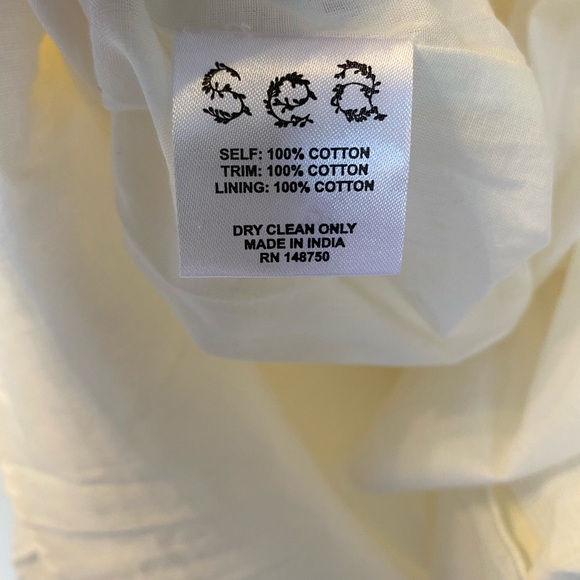 Sea
SELF: 100% COTTON
TRIM: 100% COTTON
LINING: 100% COTTON
DRY CLEAN ONLY
MADE IN INDIA
RN 148750